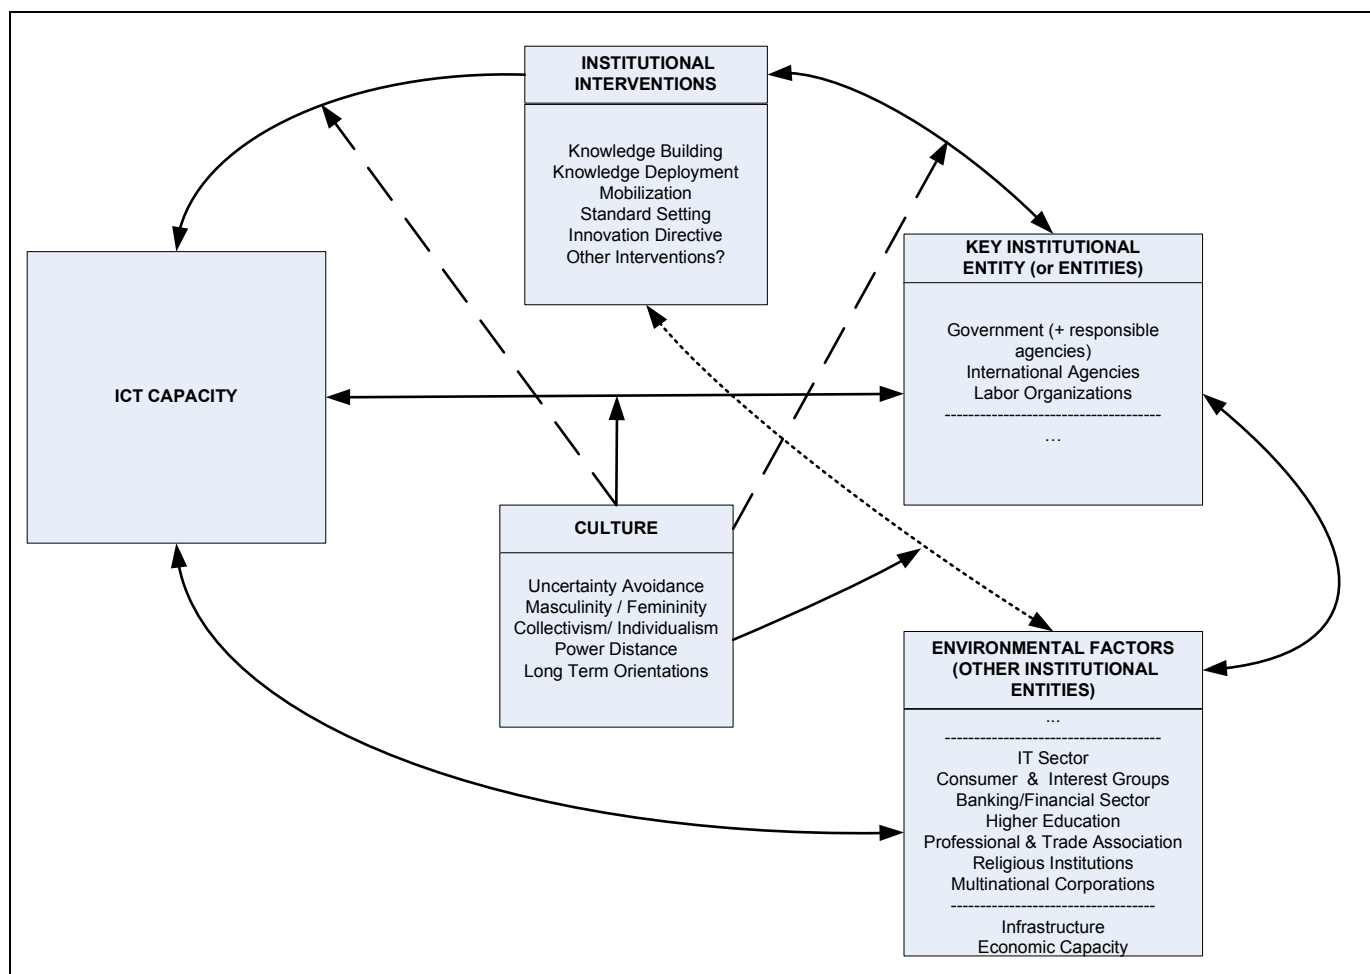 INSTITUTIONAL
INTERVENTIONS
Knowledge Building
Knowledge Deployment
Mobilization
Standard Setting
Innovation Directive
Other Interventions?
KEY INSTITUTIONAL
ENTITY (or ENTITIES)
Government (+ responsible
agencies)
International Agencies
Labor Organizations
-------------------------------------
...
ICT CAPACITY
CULTURE
Uncertainty Avoidance
Masculinity / Femininity
Collectivism/ Individualism
Power Distance
Long Term Orientations
ENVIRONMENTAL FACTORS
(OTHER INSTITUTIONAL
ENTITIES)
...
-------------------------------------
IT Sector
Consumer & Interest Groups
Banking/Financial Sector
Higher Education
Professional & Trade Association
Religious Institutions
Multinational Corporations
-----------------------------------
Infrastructure
Economic Capacity